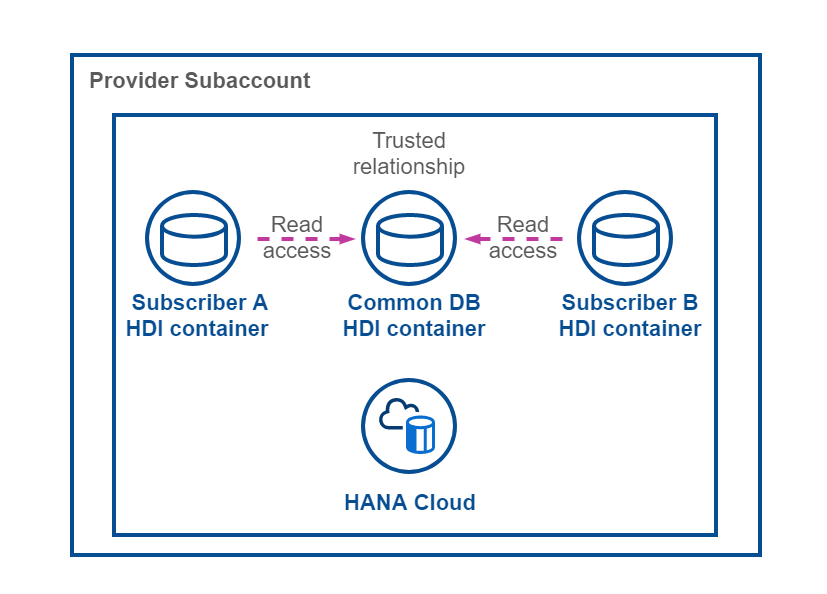 Provider Subaccount
Trusted
relationship
Read
access
Read
access
Subscriber A
HDI container
Common DB
HDI container
Subscriber B
HDI container
HANA Cloud